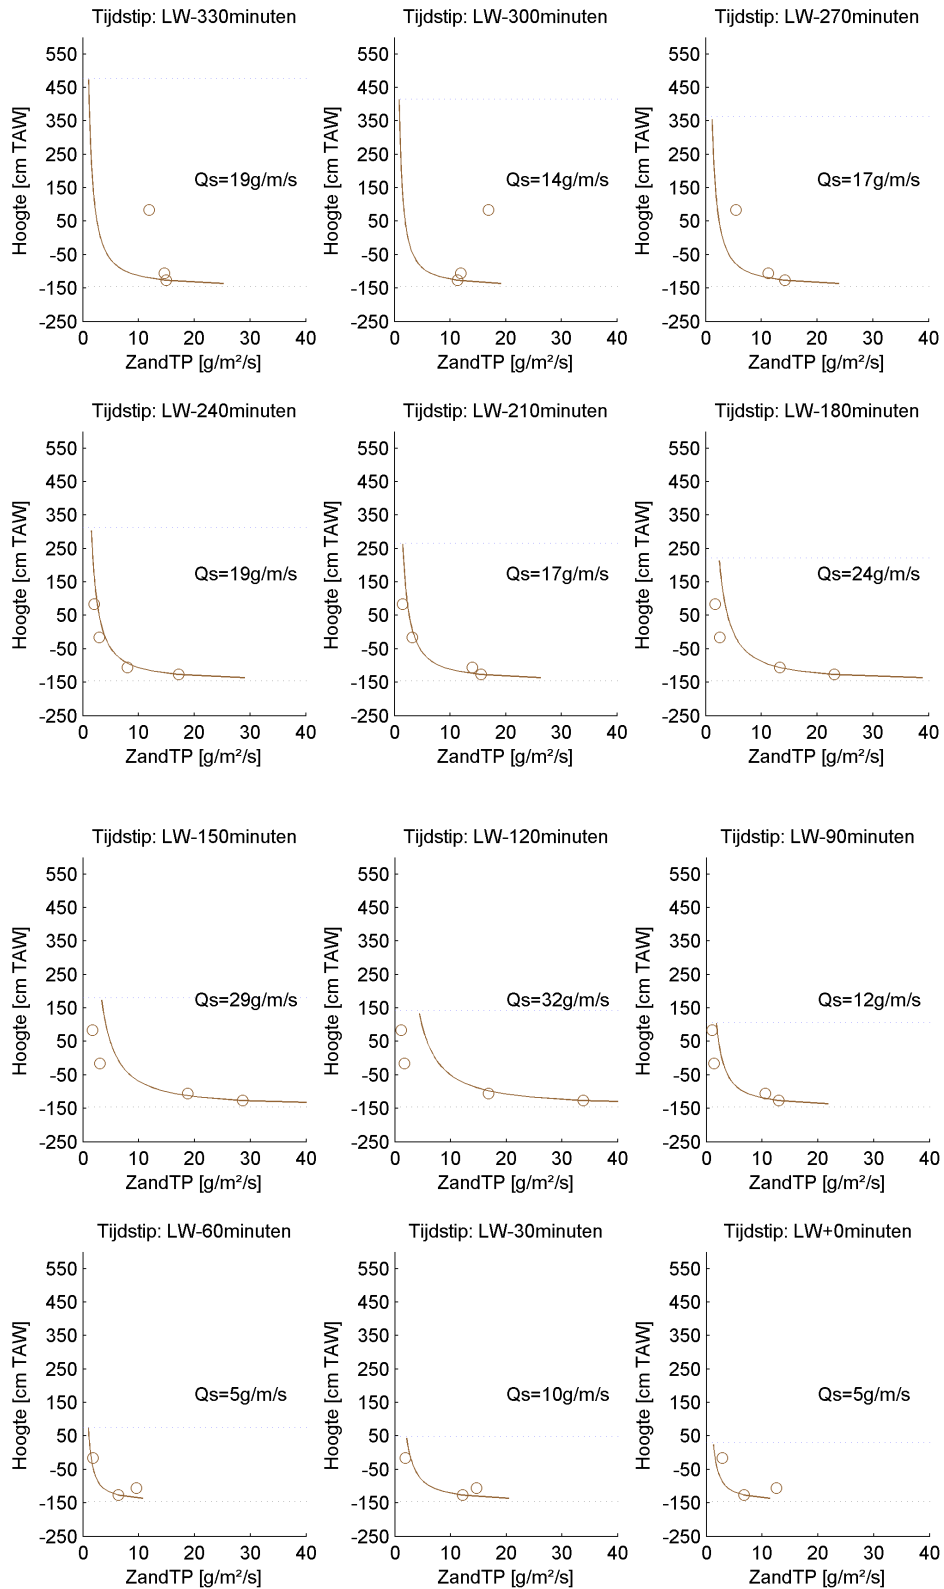 Tijdstip: LW-330minuten
550
450
350
250
150
50
-50
-150
-250
Hoogte [cm TAW]
Qs=19g/m/s
0 10 20 30 40
ZandTP [g/m²/s]
Tijdstip: LW-300minuten
550
450
350
250
150
50
-50
-150
-250
Hoogte [cm TAW]
Qs=14g/m/s
0 10 20 30 40
ZandTP [g/m²/s]
Tijdstip: LW-270minuten
550
450
350
250
150
50
-50
-150
-250
Hoogte [cm TAW]
Qs=17g/m/s
0 10 20 30 40
ZandTP [g/m²/s]
Tijdstip: LW-240minuten
550
450
350
250
150
50
-50
-150
-250
Hoogte [cm TAW]
Qs=19g/m/s
0 10 20 30 40
ZandTP [g/m²/s]
Tijdstip: LW-210minuten
550
450
350
250
150
50
-50
-150
-250
Hoogte [cm TAW]
Qs=17g/m/s
0 10 20 30 40
ZandTP [g/m²/s]
Tijdstip: LW-180minuten
550
450
350
250
150
50
-50
-150
-250
Hoogte [cm TAW]
Qs=24g/m/s
0 10 20 30 40
ZandTP [g/m²/s]
Tijdstip: LW-150minuten
550
450
350
250
150
50
-50
-150
-250
Hoogte [cm TAW]
Qs=29g/m/s
0 10 20 30 40
ZandTP [g/m²/s]
Tijdstip: LW-120minuten
550
450
350
250
150
50
-50
-150
-250
Hoogte [cm TAW]
Qs=32g/m/s
0 10 20 30 40
ZandTP [g/m²/s]
Tijdstip: LW-90minuten
550
450
350
250
150
50
-50
-150
-250
Hoogte [cm TAW]
Qs=12g/m/s
0 10 20 30 40
ZandTP [g/m²/s]
Tijdstip: LW-60minuten
550
450
350
250
150
50
-50
-150
-250
Hoogte [cm TAW]
Qs=5g/m/s
0 10 20 30 40
ZandTP [g/m²/s]
Tijdstip: LW-30minuten
550
450
350
250
150
50
-50
-150
-250
Hoogte [cm TAW]
Qs=10g/m/s
0 10 20 30 40
ZandTP [g/m²/s]
Tijdstip: LW+0minuten
550
450
350
250
150
50
-50
-150
-250
Hoogte [cm TAW]
Qs=5g/m/s
0 10 20 30 40
ZandTP [g/m²/s]